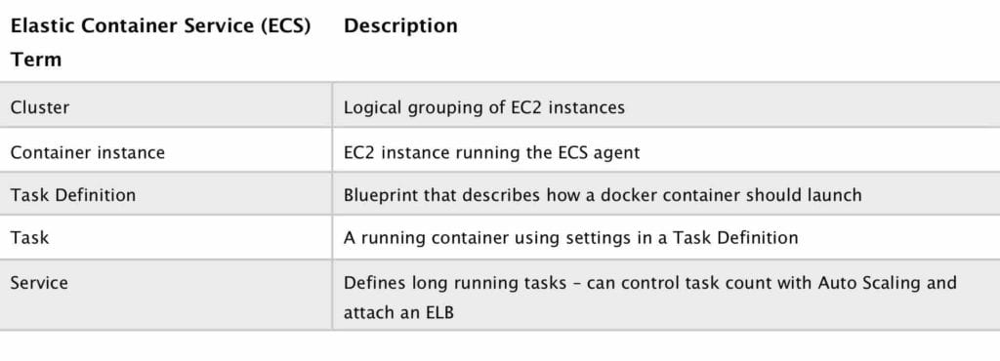 Elastic Container Service (ECS) Term Description
Cluster Logical grouping of EC2 instances
Container instance EC2 instance running the ECS agent
Task Definition Blueprint that describes how a docker container should launch
Task A running container using settings in a Task Definition
Service Defines long running tasks – can control task count with Auto Scaling and
attach an ELB